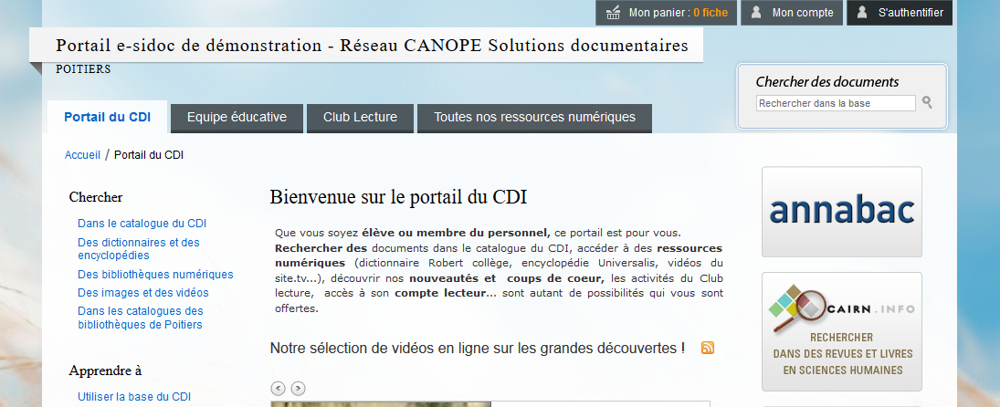 Mon panier : 0 fiche
Mon compte
S'authentifier
Portail e-sidoc de démonstration - Réseau CANOPE Solutions documentaires
POITIERS
Chercher des documents
Rechercher dans la base
Portail du CDI
Equipe éducative
Club Lecture
Toutes nos ressources numériques
Accueil / Portail du CDI
Chercher
Dans le catalogue du CDI
Des dictionnaires et des
encyclopédies
Des bibliothèques numériques
Des images et des vidéos
Dans les catalogues des
bibliothèques de Poitiers
Apprendre à
Utiliser la base du CDI
Bienvenue sur le portail du CDI
Que vous soyez élève ou membre du personnel, ce portail est pour vous.
Rechercher des documents dans le catalogue du CDI, accéder à des ressources
numériques (dictionnaire Robert collège, encyclopédie Universalis, vidéos du
site.tv...), découvrir nos nouveautés et coups de coeur, les activités du Club
lecture, accès à son compte lecteur... sont autant de possibilités qui vous sont
offertes.
Notre sélection de vidéos en ligne sur les grandes découvertes !
annabac
CAIRN.INFO
RECHERCHER
DANS DES REVUES ET LIVRES
EN SCIENCES HUMAINES